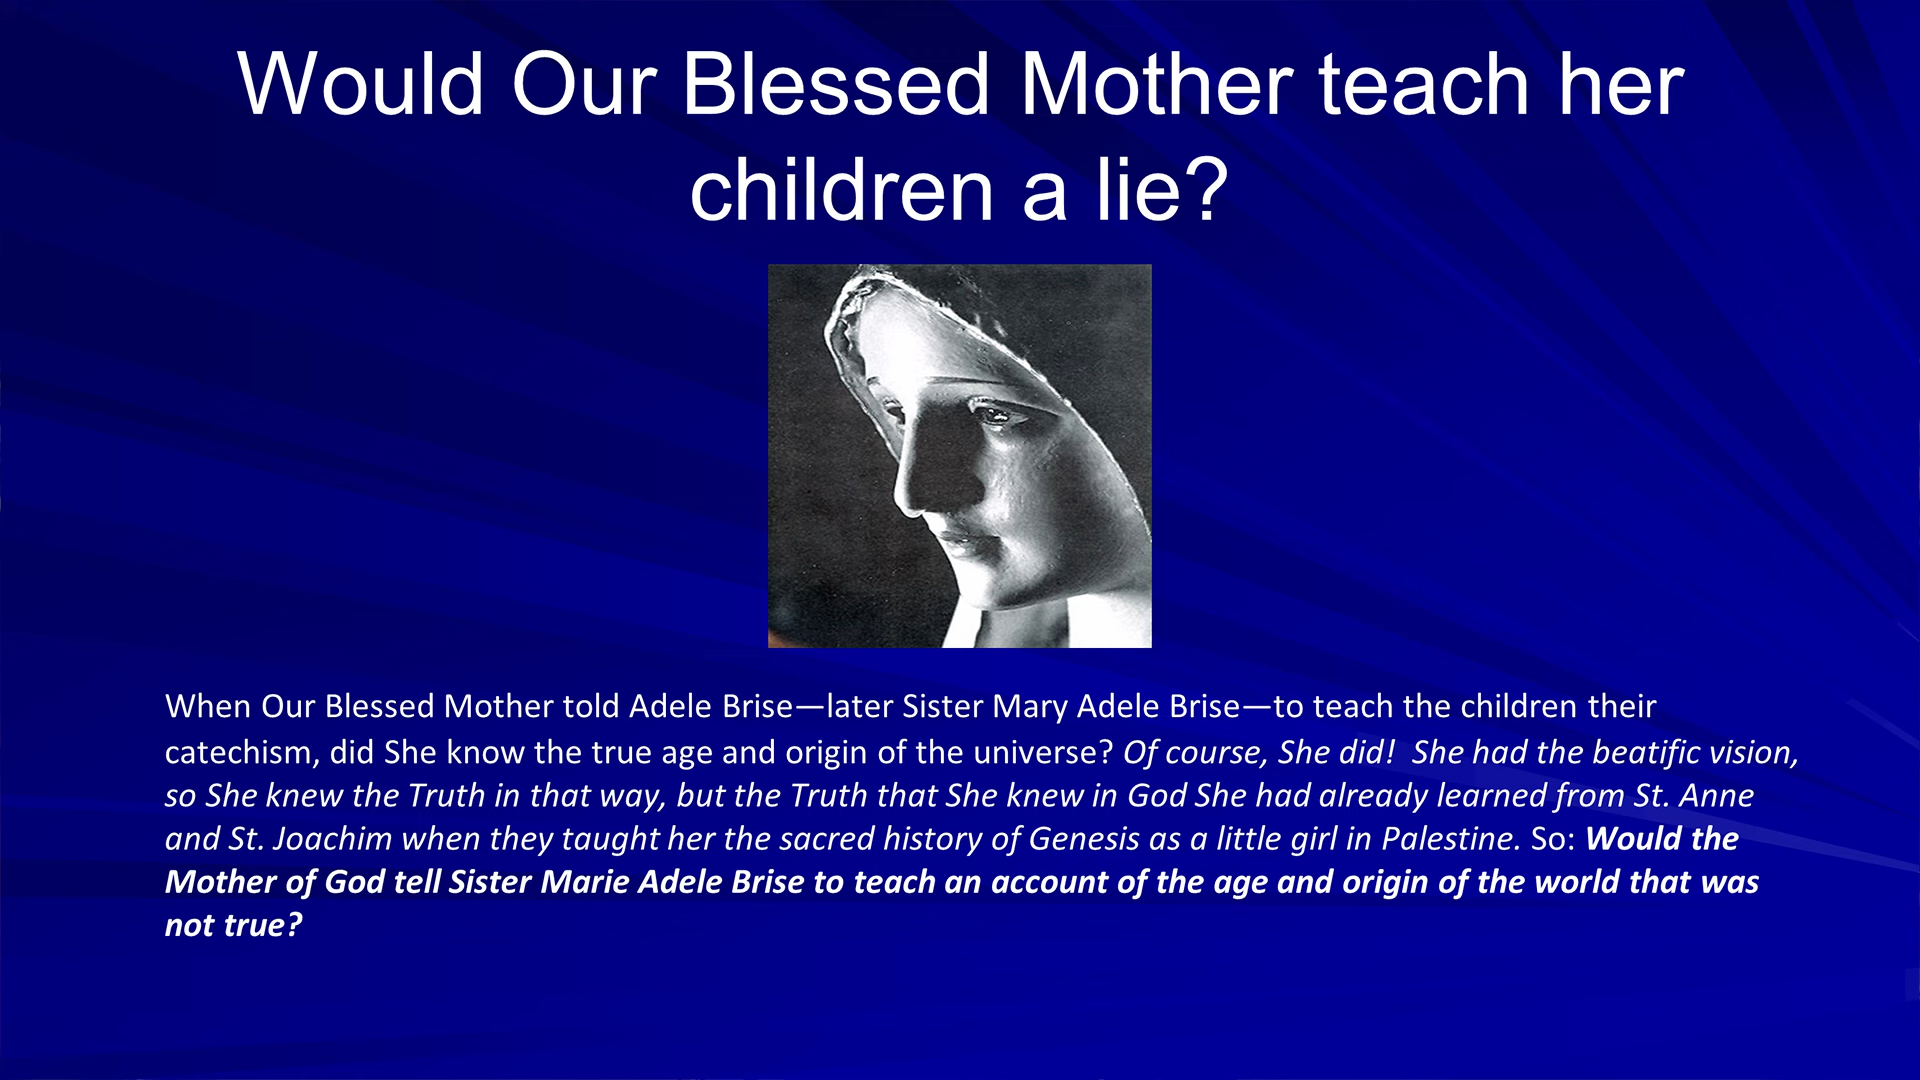 Would Our Blessed Mother teach her
children a lie?
When Our Blessed Mother told Adele Brise—later Sister Mary Adele Brise—to teach the children their
catechism, did She know the true age and origin of the universe? Of course, She did!  She had the beatific vision,
so She knew the Truth in that way, but the Truth that She knew in God She had already learned from St. Anne
and St. Joachim when they taught her the sacred history of Genesis as a little girl in Palestine. So: Would the
Mother of God tell Sister Marie Adele Brise to teach an account of the age and origin of the world that was
not true?